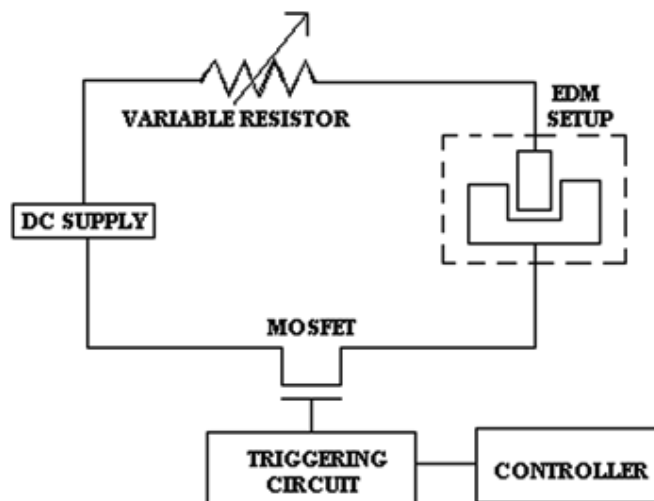 VARIABLE RESISTOR
EDM
SETUP
DC SUPPLY
MOSFET
TRIGGERING
CIRCUIT
CONTROLLER